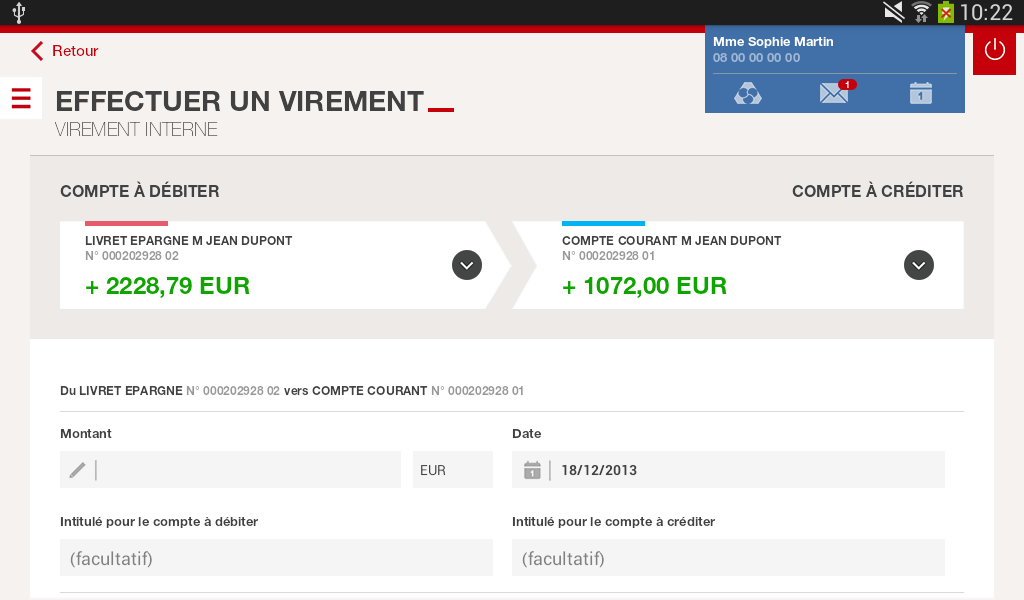 10:22
Retour
Mme Sophie Martin
08 00 00 00 00
1
1
EFFECTUER UN VIREMENT
VIREMENT INTERNE
COMPTE À DÉBITER
COMPTE À CRÉDITER
LIVRET EPARGNE M JEAN DUPONT
N° 000202928 02
+ 2228,79 EUR
COMPTE COURANT M JEAN DUPONT
N° 000202928 01
+ 1072,00 EUR
Du LIVRET EPARGNE N° 000202928 02 vers COMPTE COURANT N° 000202928 01
Montant
Date
EUR
1
18/12/2013
Intitulé pour le compte à débiter
Intitulé pour le compte à créditer
(facultatif)
(facultatif)